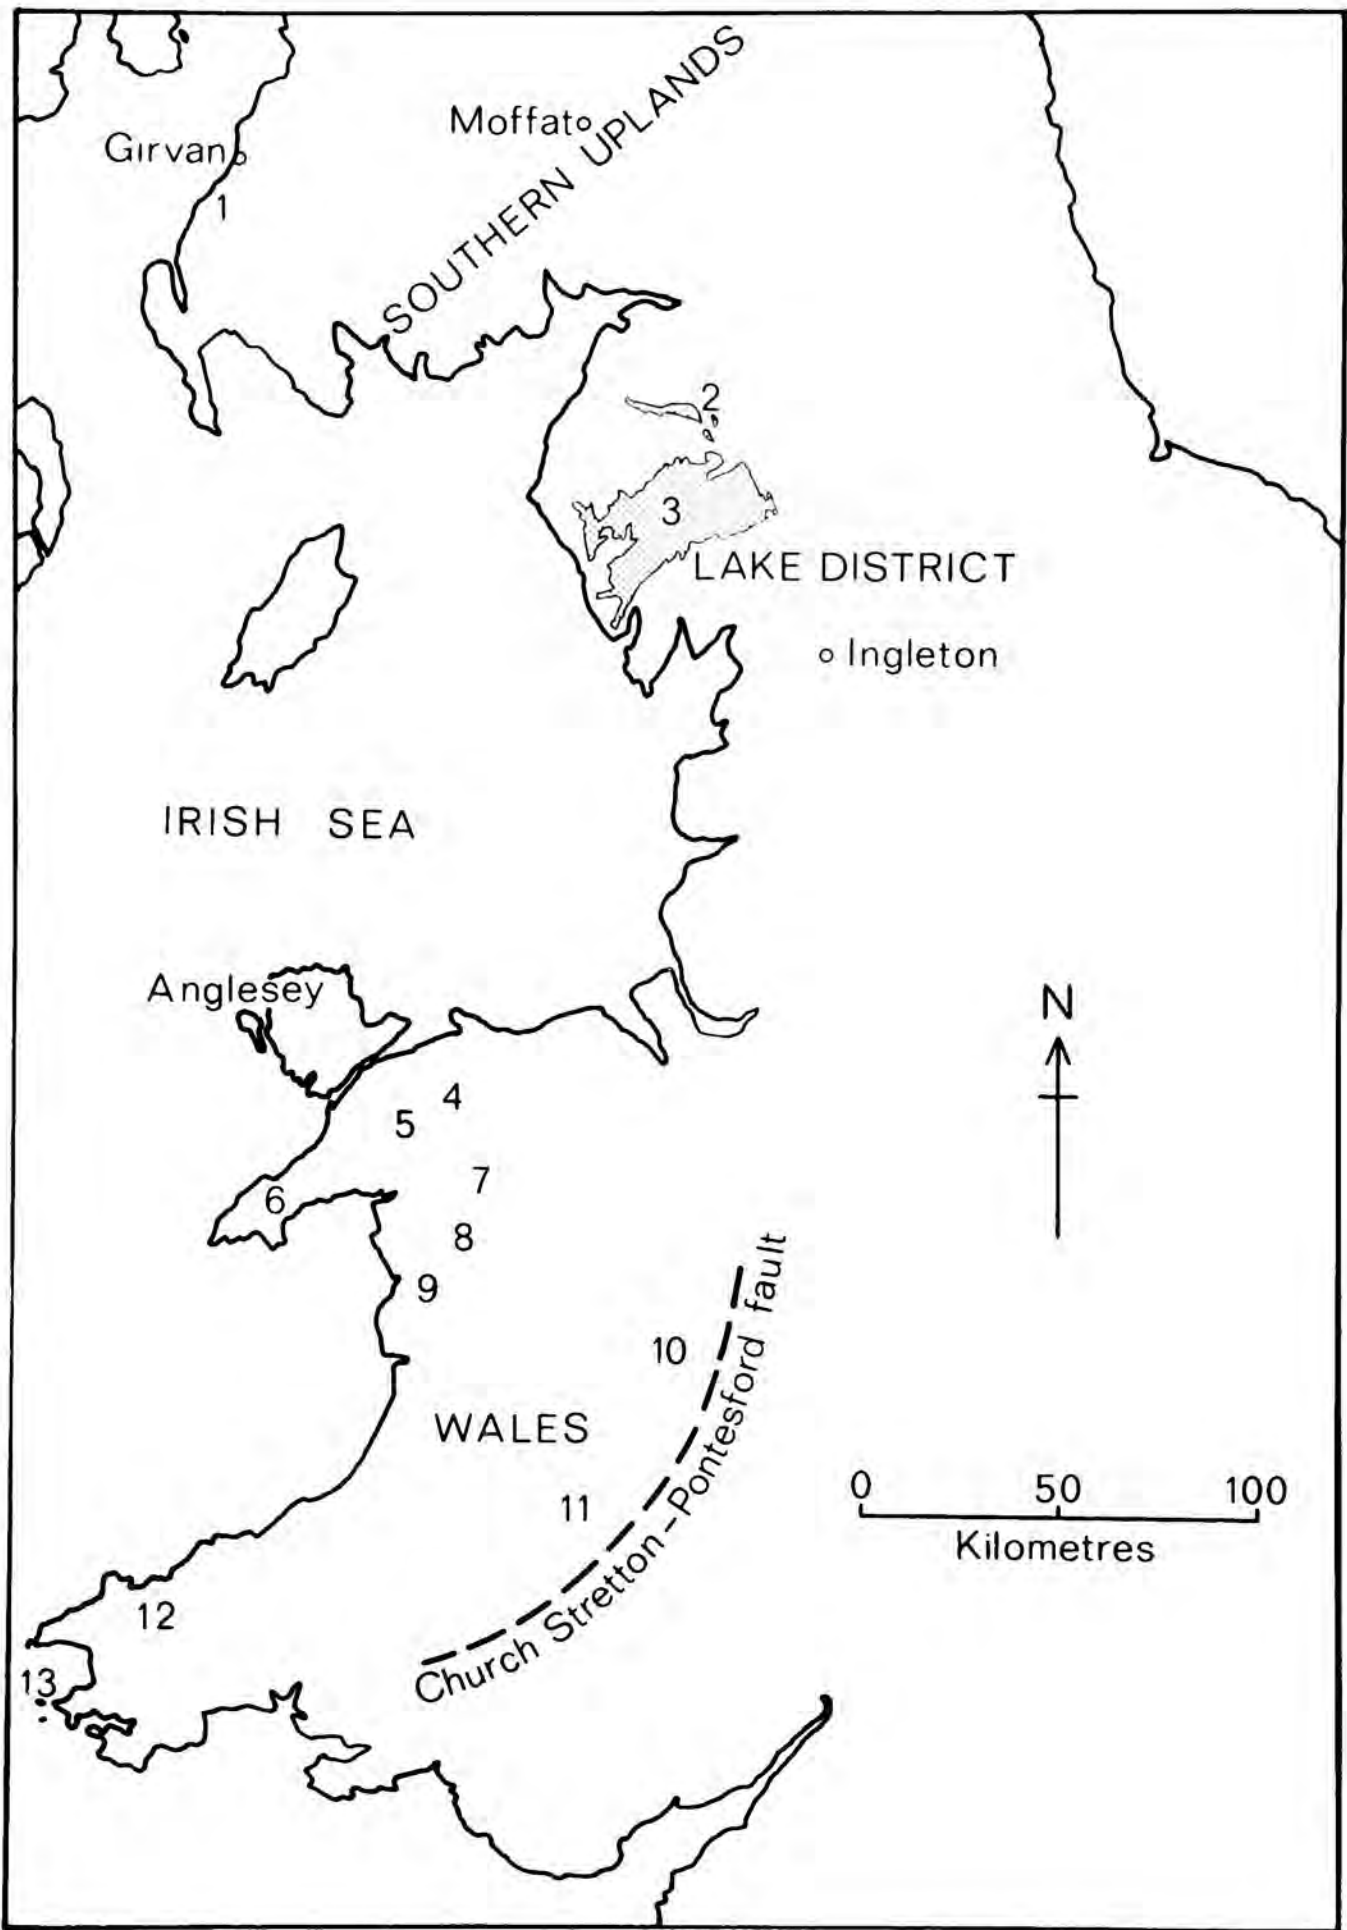 Moffat
SOUTHERN UPLANDS
Girvan
1
2
3
LAKE DISTRICT
Ingleton
IRISH SEA
Anglesey
N
4
5
7
6
8
9
10
Church Stretton-Pontesford fault
WALES
11
0 50 100
Kilometres
12
13